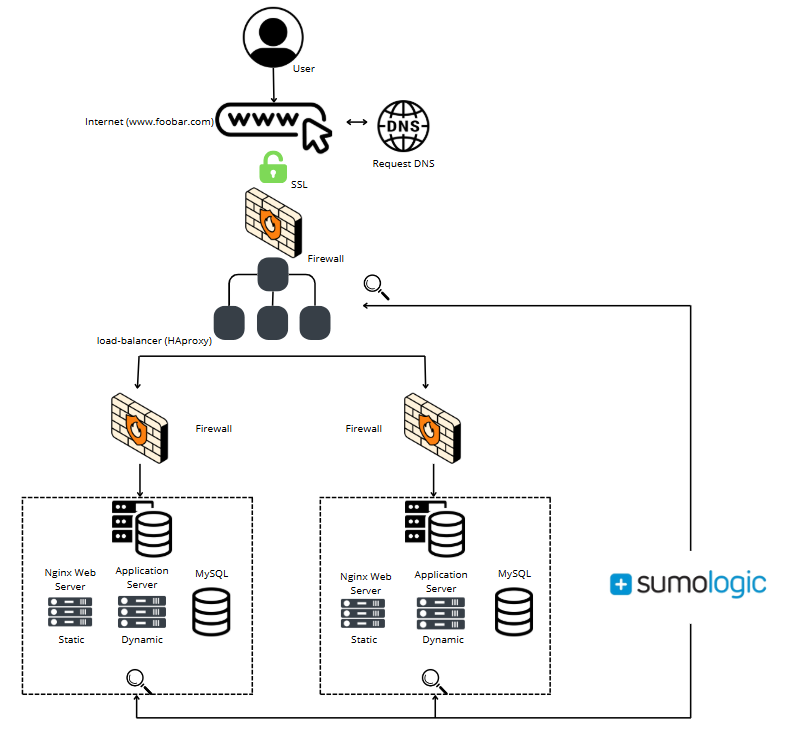 User
Internet (www.foobar.com)
www
DNS
Request DNS
SSL
Firewall
load-balancer (HAproxy)
Firewall
Firewall
Nginx Web
Server
Application
Server
MySQL
Static
Dynamic
Nginx Web
Server
Application
Server
MySQL
Static
Dynamic
sumologic